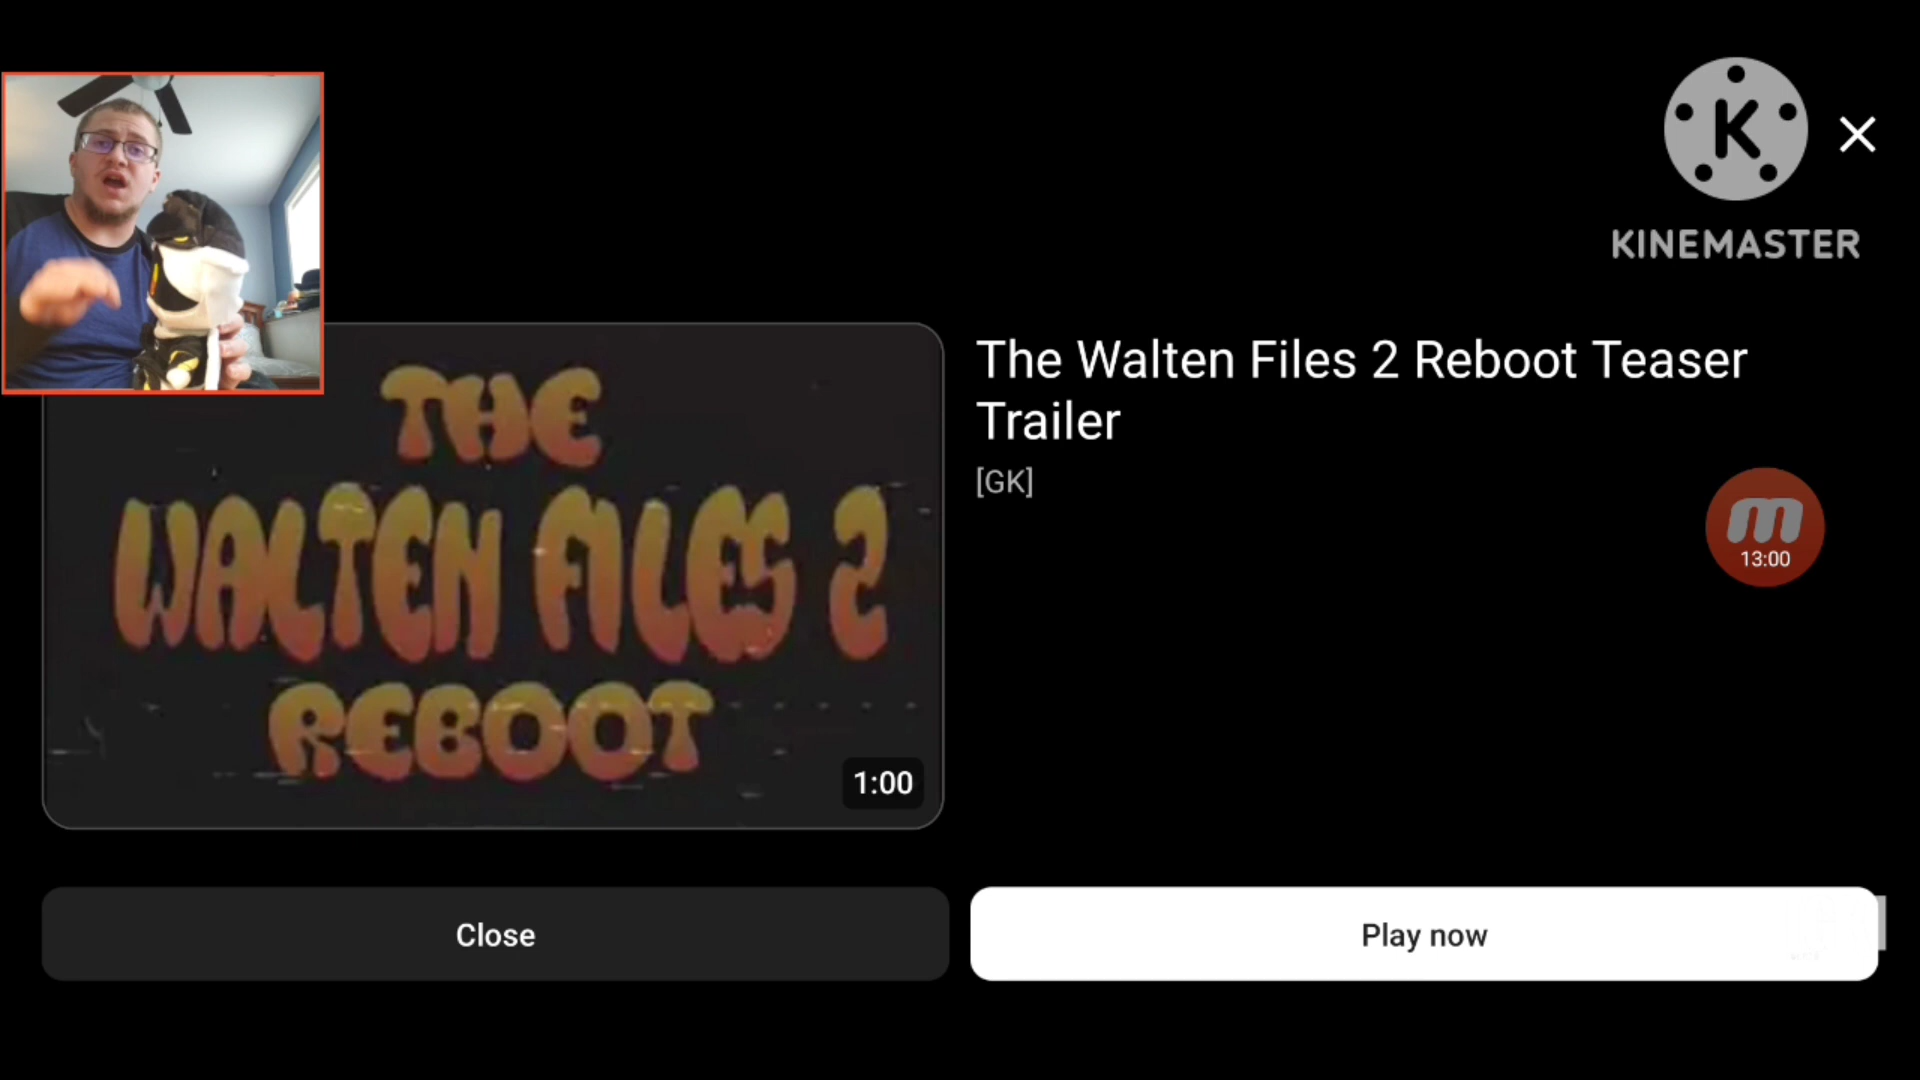 K
KINEMASTER
THE
WALTEN FILES 2
REBOOT
1:00
The Walten Files 2 Reboot Teaser
Trailer
[GK]
m
13:00
Close
Play now